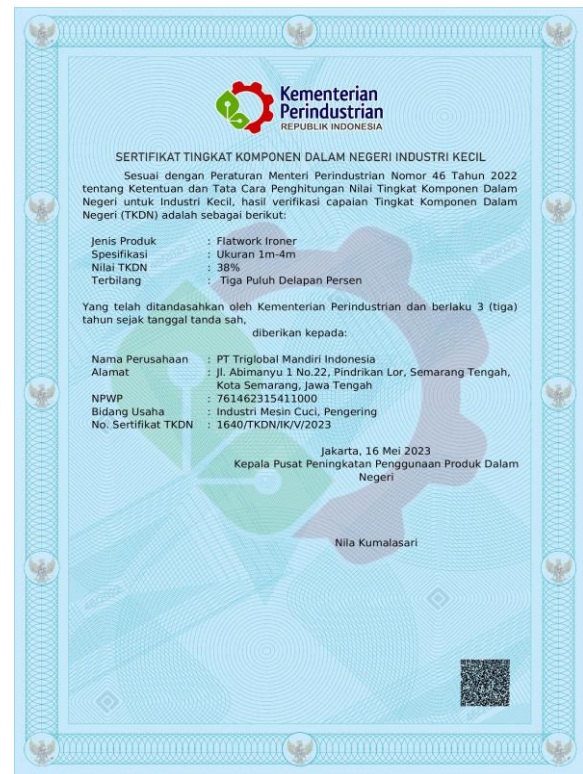 Kementerian
Perindustrian
REPUBLIK INDONESIA
SERTIFIKAT TINGKAT KOMPONEN DALAM NEGERI INDUSTRI KECIL
Sesuai dengan Peraturan Menteri Perindustrian Nomor 46 Tahun 2022
tentang Ketentuan dan Tata Cara Penghitungan Nilai Tingkat Komponen Dalam
Negeri untuk Industri Kecil, hasil verifikasi capaian Tingkat Komponen Dalam
Negeri (TKDN) adalah sebagai berikut:
Jenis Produk : Flatwork Ironer
Spesifikasi : Ukuran 1m-4m
Nilai TKDN : 38%
Terbilang : Tiga Puluh Delapan Persen
Yang telah ditandasahkan oleh Kementerian Perindustrian dan berlaku 3 (tiga)
tahun sejak tanggal tanda sah,
diberikan kepada:
Nama Perusahaan : PT Triglobal Mandiri Indonesia
Alamat : Jl. Abimanyu 1 No.22, Pindrikan Lor, Semarang Tengah,
Kota Semarang, Jawa Tengah
NPWP : 761462315411000
Bidang Usaha : Industri Mesin Cuci, Pengering
No. Sertifikat TKDN : 1640/TKDN/IK/V/2023
Jakarta, 16 Mei 2023
Kepala Pusat Peningkatan Penggunaan Produk Dalam
Negeri
Nila Kumalasari